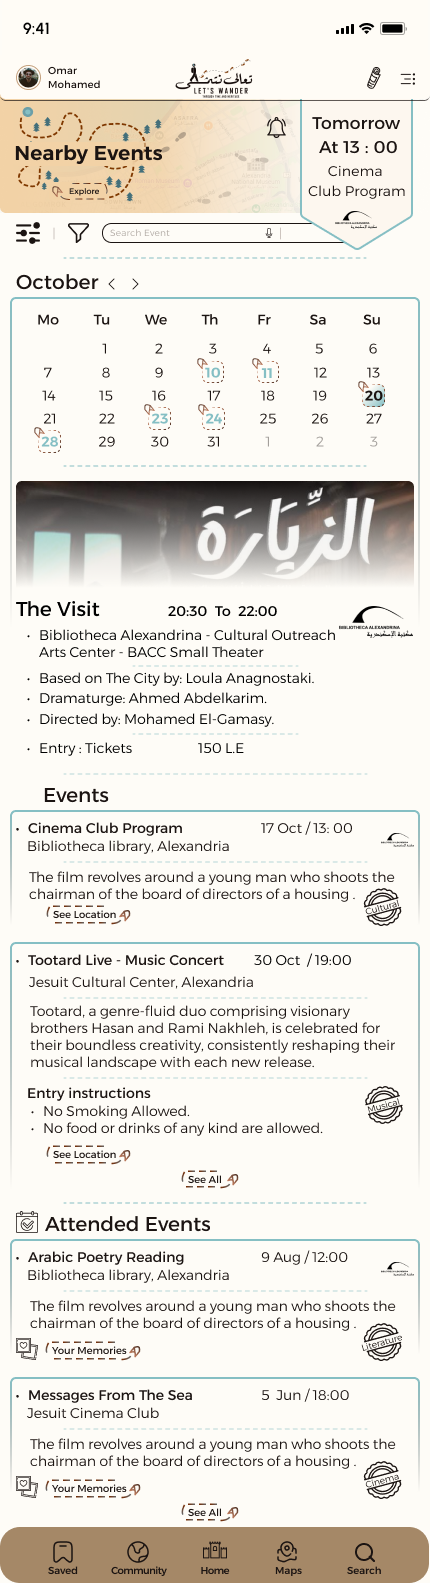 9:41
Omar
Mohamed
تعالى نتمشى
LET'S WANDER
Tomorrow
At 13 : 00
Cinema
Club Program
BIBLIOTHECA ALEXANDRINA
مكتبة الإسكندرية
Nearby Events
Explore
Search Event
October
Mo Tu We Th Fr Sa Su
1 2 3 4 5 6
7 8 9 10 11 12 13
14 15 16 17 18 19 20
21 22 23 24 25 26 27
28 29 30 31 1 2 3
الزِّيَارَة
The Visit 20:30 To 22:00
BIBLIOTHECA ALEXANDRINA
مكتبة الإسكندرية
• Bibliotheca Alexandrina - Cultural Outreach
Arts Center - BACC Small Theater
• Based on The City by: Loula Anagnostaki.
• Dramaturge: Ahmed Abdelkarim.
• Directed by: Mohamed El-Gamasy.
• Entry : Tickets 150 L.E
Events
• Cinema Club Program 17 Oct / 13: 00
Bibliotheca library, Alexandria
The film revolves around a young man who shoots the
chairman of the board of directors of a housing .
See Location
Cultural
• Tootard Live - Music Concert 30 Oct / 19:00
Jesuit Cultural Center, Alexandria
Tootard, a genre-fluid duo comprising visionary
brothers Hasan and Rami Nakhleh, is celebrated for
their boundless creativity, consistently reshaping their
musical landscape with each new release.
Entry instructions
• No Smoking Allowed.
• No food or drinks of any kind are allowed.
Musical
See Location
See All
Attended Events
• Arabic Poetry Reading 9 Aug / 12:00
Bibliotheca library, Alexandria
The film revolves around a young man who shoots the
chairman of the board of directors of a housing .
Your Memories
Literature
• Messages From The Sea 5 Jun / 18:00
Jesuit Cinema Club
The film revolves around a young man who shoots the
chairman of the board of directors of a housing .
Your Memories
Cinema
See All
Saved Community Home Maps Search